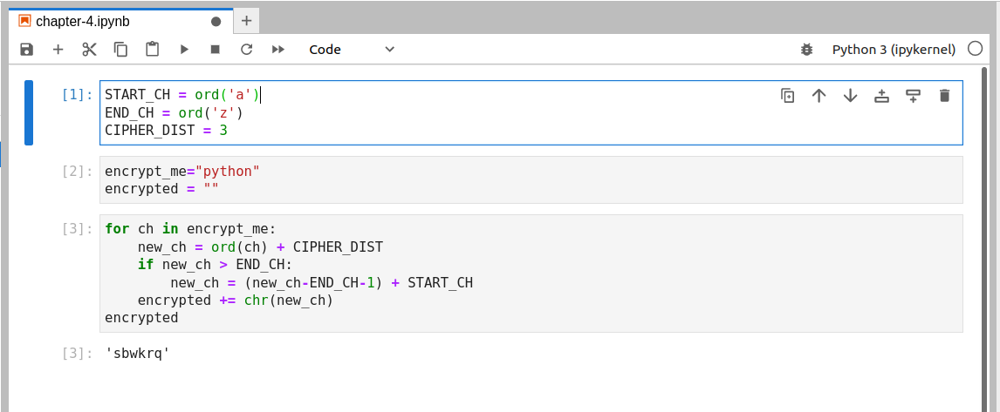 chapter-4.ipynb
Code
Python 3 (ipykernel)
[1]: START_CH = ord('a')
END_CH = ord('z')
CIPHER_DIST = 3
[2]: encrypt_me="python"
encrypted = ""
[3]: for ch in encrypt_me:
    new_ch = ord(ch) + CIPHER_DIST
    if new_ch > END_CH:
        new_ch = (new_ch-END_CH-1) + START_CH
    encrypted += chr(new_ch)
encrypted
[3]: 'sbwkrq'